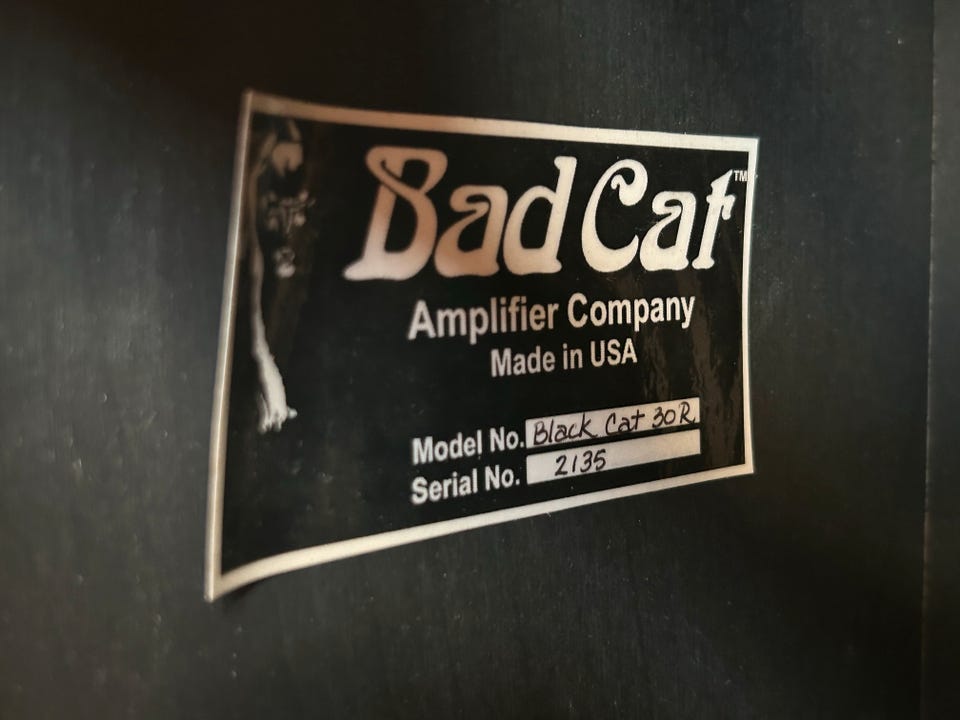 Bad Cat™
Amplifier Company
Made in USA
Model No. Black Cat 30R
Serial No. 2135